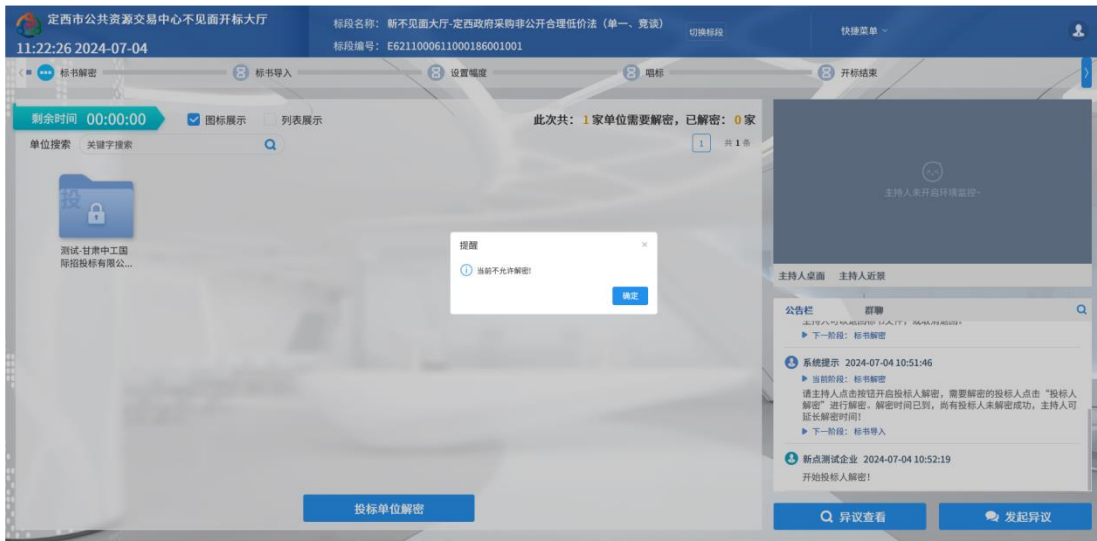 定西市公共资源交易中心不见面开标大厅
11:22:26 2024-07-04
标段名称: 新不见面大厅-定西政府采购非公开合理低价法（单一、竞谈）
标段编号: E6211000611000186001001
切换标段
快捷菜单
标书解密
标书导入
设置幅度
唱标
开标结束
剩余时间 00:00:00
图标展示
列表展示
此次共: 1 家单位需要解密，已解密: 0 家
单位搜索 关键字搜索
1 共 1 条
投
测试-甘肃中工国
际招投标有限公...
提醒
当前不允许解密!
确定
投标单位解密
主持人未开启环境监控~
主持人桌面 主持人近景
公告栏 群聊
下一阶段: 标书解密
系统提示 2024-07-04 10:51:46
当前阶段: 标书解密
请主持人点击按钮开启投标人解密，需要解密的投标人点击“投标人
解密”进行解密。解密时间已到，尚有投标人未解密成功，主持人可
延长解密时间!
下一阶段: 标书导入
新点测试企业 2024-07-04 10:52:19
开始投标人解密!
异议查看
发起异议